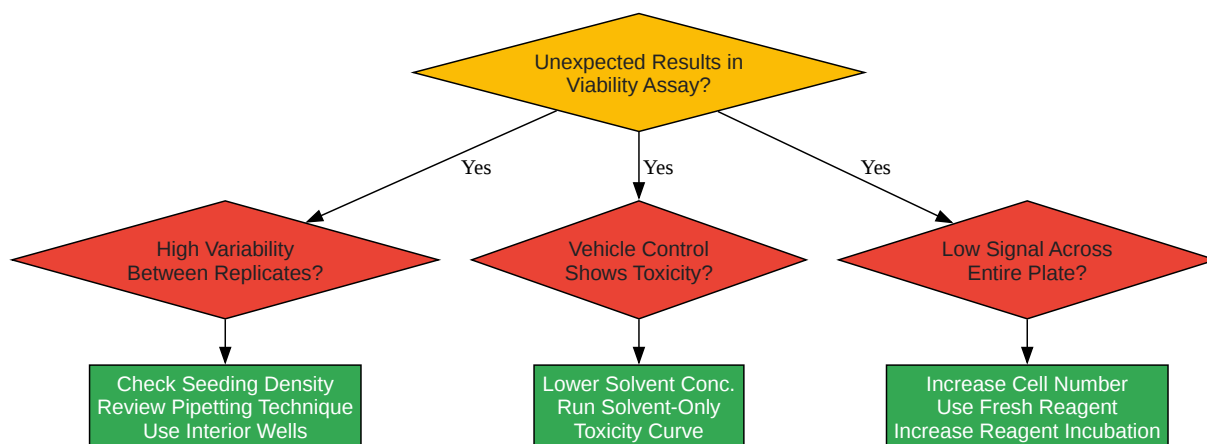 Unexpected Results in
Viability Assay?
Yes
Yes
Yes
High Variability
Between Replicates?
Vehicle Control
Shows Toxicity?
Low Signal Across
Entire Plate?
Check Seeding Density
Review Pipetting Technique
Use Interior Wells
Lower Solvent Conc.
Run Solvent-Only
Toxicity Curve
Increase Cell Number
Use Fresh Reagent
Increase Reagent Incubation